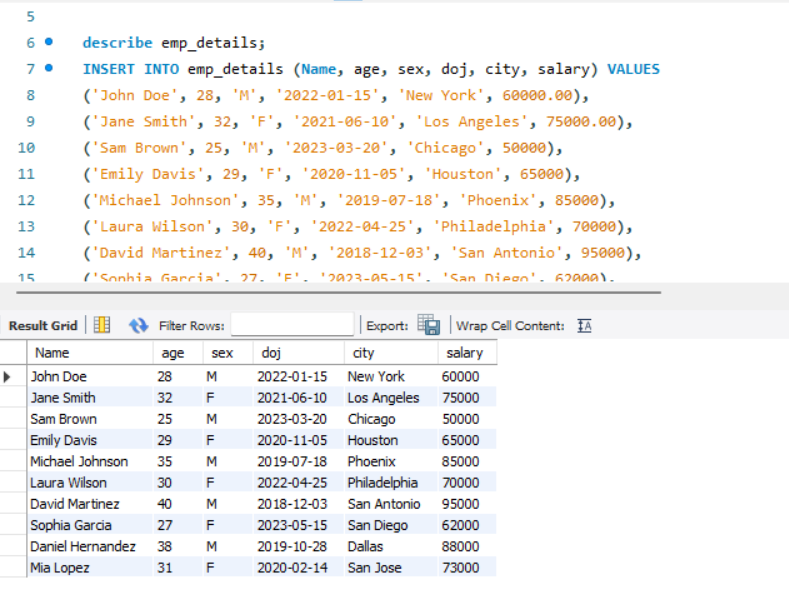 5
6 describe emp_details;
7 INSERT INTO emp_details (Name, age, sex, doj, city, salary) VALUES
8 ('John Doe', 28, 'M', '2022-01-15', 'New York', 60000.00),
9 ('Jane Smith', 32, 'F', '2021-06-10', 'Los Angeles', 75000.00),
10 ('Sam Brown', 25, 'M', '2023-03-20', 'Chicago', 50000),
11 ('Emily Davis', 29, 'F', '2020-11-05', 'Houston', 65000),
12 ('Michael Johnson', 35, 'M', '2019-07-18', 'Phoenix', 85000),
13 ('Laura Wilson', 30, 'F', '2022-04-25', 'Philadelphia', 70000),
14 ('David Martinez', 40, 'M', '2018-12-03', 'San Antonio', 95000),
15 ('Sophia Garcia', 27, 'F', '2023-05-15', 'San Diego', 62000),
Result Grid Filter Rows: Export: Wrap Cell Content: IA
Name age sex doj city salary
John Doe 28 M 2022-01-15 New York 60000
Jane Smith 32 F 2021-06-10 Los Angeles 75000
Sam Brown 25 M 2023-03-20 Chicago 50000
Emily Davis 29 F 2020-11-05 Houston 65000
Michael Johnson 35 M 2019-07-18 Phoenix 85000
Laura Wilson 30 F 2022-04-25 Philadelphia 70000
David Martinez 40 M 2018-12-03 San Antonio 95000
Sophia Garcia 27 F 2023-05-15 San Diego 62000
Daniel Hernandez 38 M 2019-10-28 Dallas 88000
Mia Lopez 31 F 2020-02-14 San Jose 73000